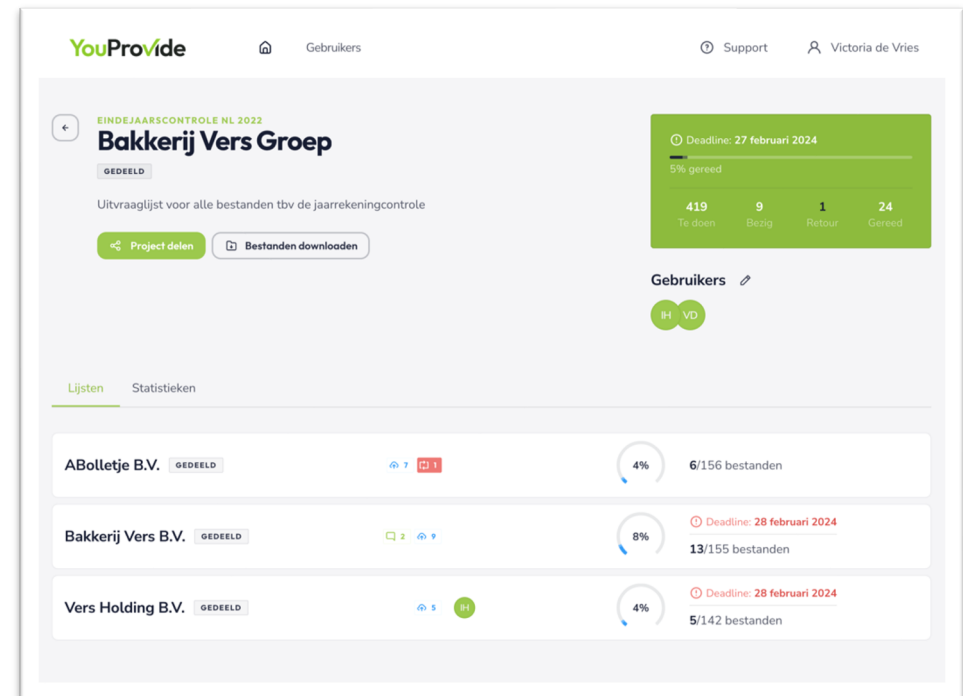 YouProvide
Gebruikers
Support
Victoria de Vries
EINDEJAARSCONTROLE NL 2022
Bakkerij Vers Groep
GEDEELD
Uitvraaglijst voor alle bestanden tbv de jaarrekeningcontrole
Project delen
Bestanden downloaden
Deadline: 27 februari 2024
5% gereed
419 9 1 24
Te doen Bezig Retour Gereed
Gebruikers
IH VD
Lijsten Statistieken
ABolletje B.V. GEDEELD 7 1 4% 6/156 bestanden
Bakkerij Vers B.V. GEDEELD 2 9 8% Deadline: 28 februari 2024
13/155 bestanden
Vers Holding B.V. GEDEELD 5 IH 4% Deadline: 28 februari 2024
5/142 bestanden